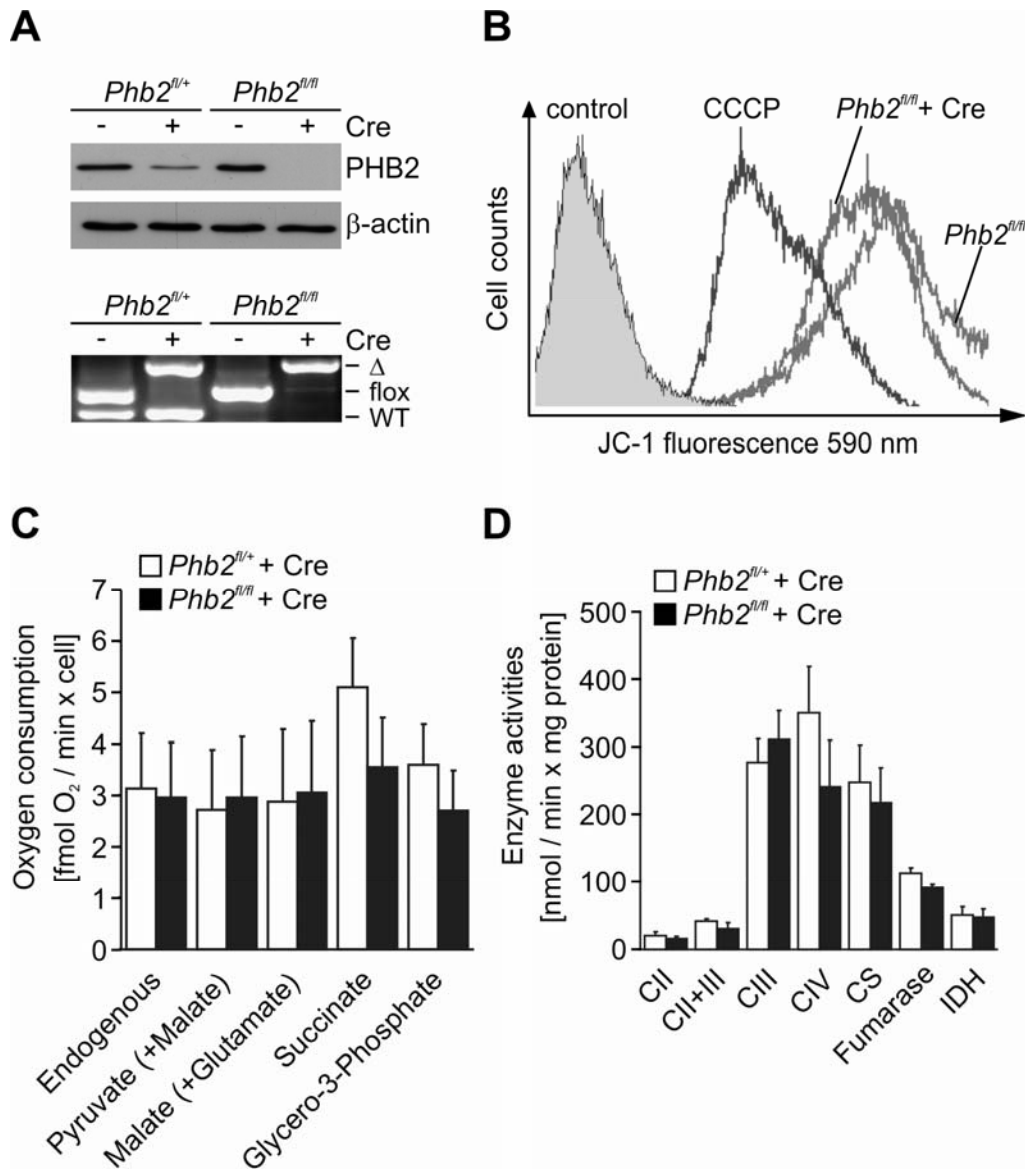 A
Phb2fl/+ Phb2fl/fl
- + - + Cre
PHB2
β-actin
Phb2fl/+ Phb2fl/fl
- + - + Cre
Δ
flox
WT
B
control CCCP Phb2fl/fl + Cre
Phb2fl/fl
Cell counts
JC-1 fluorescence 590 nm
C
Phb2fl/+ + Cre
Phb2fl/fl + Cre
Oxygen consumption
[fmol O2 / min x cell]
7
6
5
4
3
2
1
0
Endogenous
Pyruvate (+Malate)
Malate (+Glutamate)
Succinate
Glycero-3-Phosphate
D
Phb2fl/+ + Cre
Phb2fl/fl + Cre
Enzyme activities
[nmol / min x mg protein]
500
400
300
200
100
0
CII
CII+III
CIII
CIV
CS
Fumarase
IDH